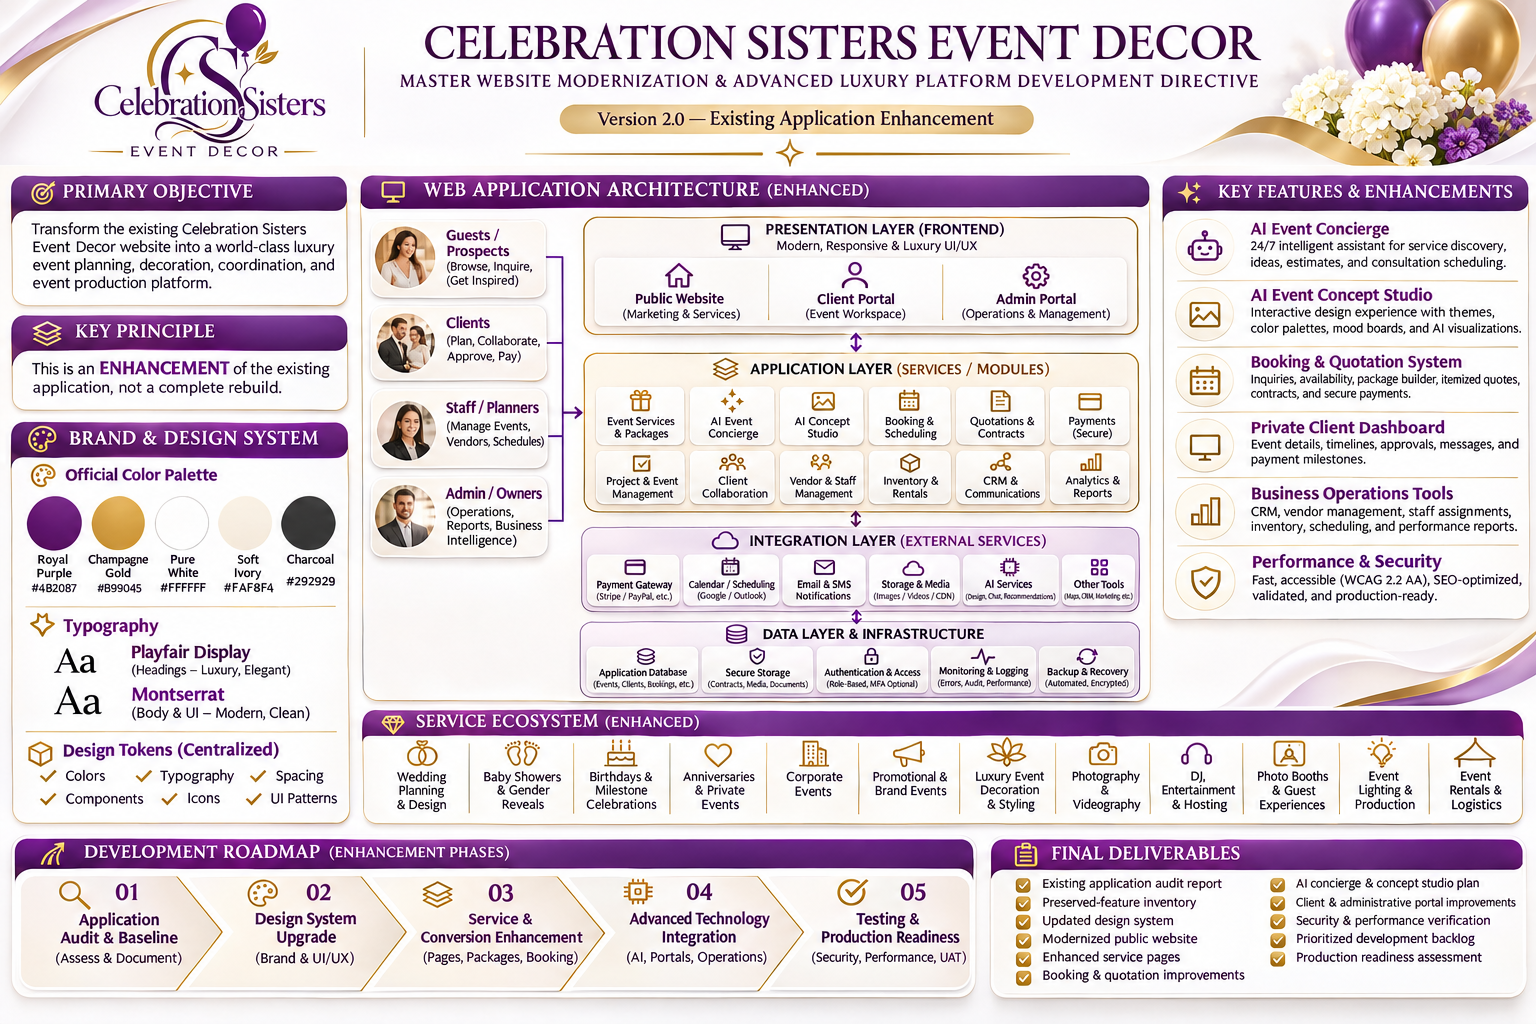 CS
Celebration Sisters
EVENT DECOR
CELEBRATION SISTERS EVENT DECOR
MASTER WEBSITE MODERNIZATION & ADVANCED LUXURY PLATFORM DEVELOPMENT DIRECTIVE
Version 2.0 — Existing Application Enhancement
PRIMARY OBJECTIVE
Transform the existing Celebration Sisters
Event Decor website into a world-class luxury
event planning, decoration, coordination, and
event production platform.
KEY PRINCIPLE
This is an ENHANCEMENT of the existing
application, not a complete rebuild.
BRAND & DESIGN SYSTEM
Official Color Palette
Royal
Purple
#4B2087
Champagne
Gold
#B99045
Pure
White
#FFFFFF
Soft
Ivory
#FAF8F4
Charcoal
#292929
Typography
Aa
Playfair Display
(Headings – Luxury, Elegant)
Aa
Montserrat
(Body & UI – Modern, Clean)
Design Tokens (Centralized)
Colors
Typography
Spacing
Components
Icons
UI Patterns
WEB APPLICATION ARCHITECTURE (ENHANCED)
Guests /
Prospects
(Browse, Inquire,
(Get Inspired)
Clients
(Plan, Collaborate,
Approve, Pay)
Staff / Planners
(Manage Events,
Vendors, Schedules)
Admin / Owners
(Operations,
Reports, Business
Intelligence)
PRESENTATION LAYER (FRONTEND)
Modern, Responsive & Luxury UI/UX
Public Website
(Marketing & Services)
Client Portal
(Event Workspace)
Admin Portal
(Operations & Management)
APPLICATION LAYER (SERVICES / MODULES)
Event Services
& Packages
AI Event
Concierge
AI Concept
Studio
Booking &
Scheduling
Quotations &
Contracts
Payments
(Secure)
Project & Event
Management
Client
Collaboration
Vendor & Staff
Management
Inventory &
Rentals
CRM &
Communications
Analytics &
Reports
INTEGRATION LAYER (EXTERNAL SERVICES)
Payment Gateway
(Stripe / PayPal, etc.)
Calendar / Scheduling
(Google / Outlook)
Email & SMS
Notifications
Storage & Media
(Images / Videos / CDN)
AI Services
(Design, Chat, Recommendations)
Other Tools
(Maps, CRM, Marketing, etc.)
DATA LAYER & INFRASTRUCTURE
Application Database
(Events, Clients, Bookings, etc.)
Secure Storage
(Contracts, Media, Documents)
Authentication & Access
(Role-Based, MFA Optional)
Monitoring & Logging
(Errors, Audit, Performance)
Backup & Recovery
(Automated, Encrypted)
KEY FEATURES & ENHANCEMENTS
AI Event Concierge
24/7 intelligent assistant for service discovery,
ideas, estimates, and consultation scheduling.
AI Event Concept Studio
Interactive design experience with themes,
color palettes, mood boards, and AI visualizations.
Booking & Quotation System
Inquiries, availability, package builder, itemized quotes,
contracts, and secure payments.
Private Client Dashboard
Event details, timelines, approvals, messages, and
payment milestones.
Business Operations Tools
CRM, vendor management, staff assignments,
inventory, scheduling, and performance reports.
Performance & Security
Fast, accessible (WCAG 2.2 AA), SEO-optimized,
validated, and production-ready.
SERVICE ECOSYSTEM (ENHANCED)
Wedding
Planning
& Design
Baby Showers
& Gender
Reveals
Birthdays &
Milestone
Celebrations
Anniversaries
& Private
Events
Corporate
Events
Promotional &
Brand Events
Luxury Event
Decoration
& Styling
Photography
&
Videography
DJ,
Entertainment
& Hosting
Photo Booths
& Guest
Experiences
Event
Lighting &
Production
Event
Rentals &
Logistics
DEVELOPMENT ROADMAP (ENHANCEMENT PHASES)
01
Application
Audit & Baseline
(Assess & Document)
02
Design System
Upgrade
(Brand & UI/UX)
03
Service &
Conversion Enhancement
(Pages, Packages, Booking)
04
Advanced Technology
Integration
(AI, Portals, Operations)
05
Testing &
Production Readiness
(Security, Performance, UAT)
FINAL DELIVERABLES
Existing application audit report
Preserved-feature inventory
Updated design system
Modernized public website
Enhanced service pages
Booking & quotation improvements
AI concierge & concept studio plan
Client & administrative portal improvements
Security & performance verification
Prioritized development backlog
Production readiness assessment